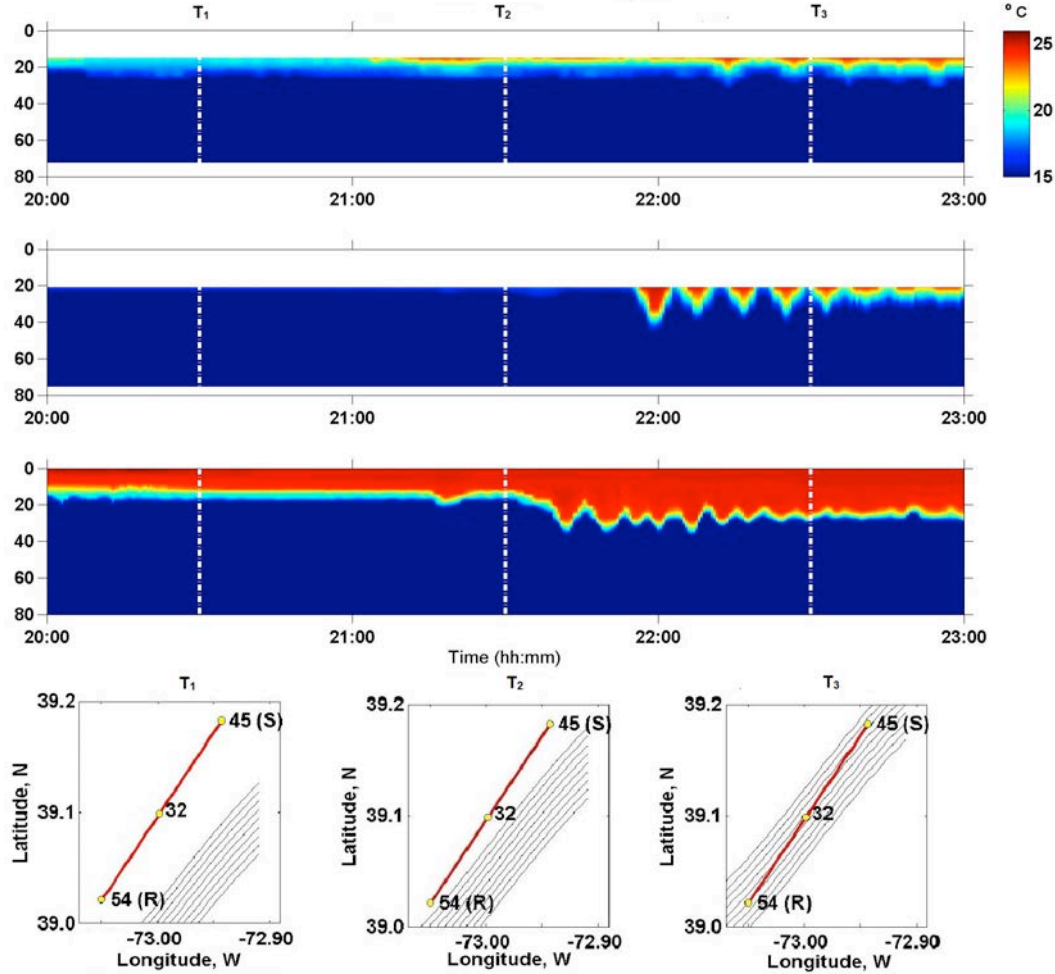 T₁ T₂ T₃ ° C
0
20
40
60
80
20:00 21:00 22:00 23:00
25
20
15
0
20
40
60
80
20:00 21:00 22:00 23:00
0
20
40
60
80
20:00 21:00 22:00 23:00
Time (hh:mm)
T₁ T₂ T₃
39.2
39.1
39.0
Latitude, N
45 (S)
32
54 (R)
-73.00 -72.90
Longitude, W
39.2
39.1
39.0
Latitude, N
45 (S)
32
54 (R)
-73.00 -72.90
Longitude, W
39.2
39.1
39.0
Latitude, N
45 (S)
32
54 (R)
-73.00 -72.90
Longitude, W